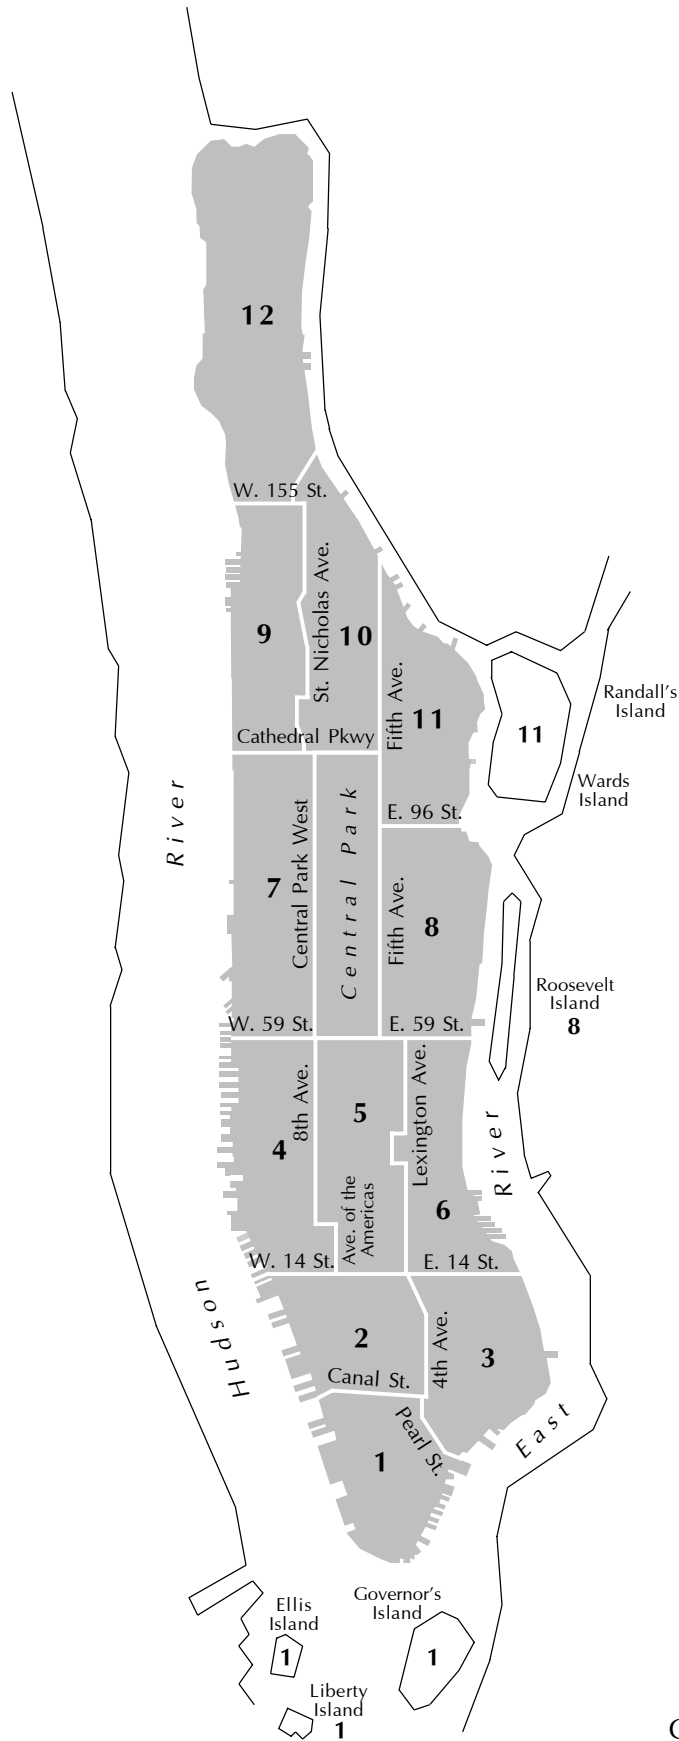 12
W. 155 St.
St. Nicholas Ave.
9
10
Fifth Ave.
11
Randall's
Island
11
Cathedral Pkwy
Wards
Island
E. 96 St.
River
Central Park West
Central Park
7
Fifth Ave.
8
Roosevelt
Island
8
W. 59 St.
E. 59 St.
8th Ave.
5
Lexington Ave.
4
River
Ave. of the
Americas
6
W. 14 St.
E. 14 St.
Hudson
2
4th Ave.
3
Canal St.
Pearl St.
East
1
Ellis
Island
1
Governor's
Island
1
Liberty
Island
1